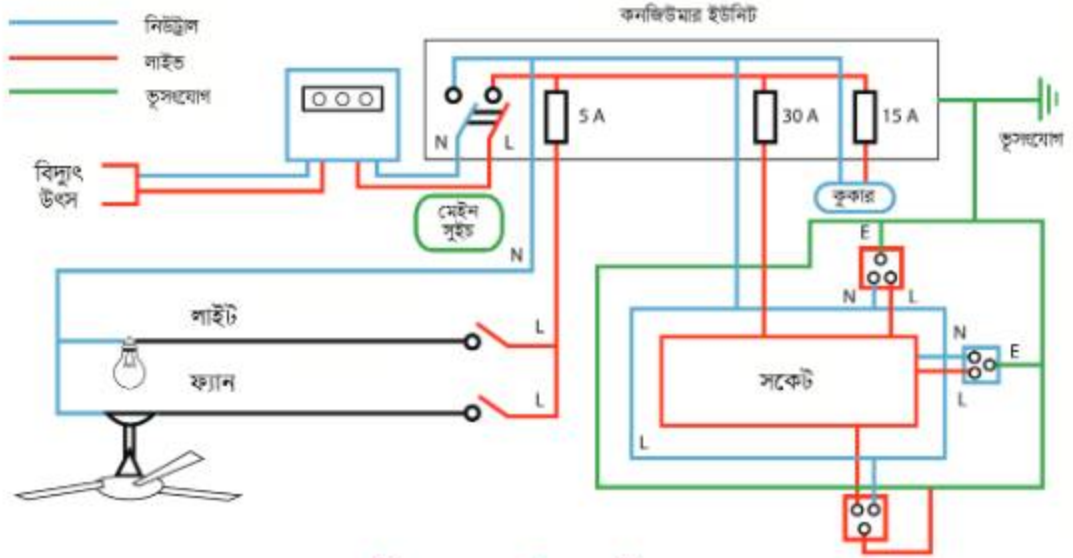 কনজিউমার ইউনিট
নিউট্রাল
লাইভ
ভূসংযোগ
5 A
30 A
15 A
N
L
ভূসংযোগ
বিদ্যুৎ
উৎস
মেইন
সুইচ
কুকার
N
E
লাইট
L
N
L
N
E
ফ্যান
L
সকেট
L
L